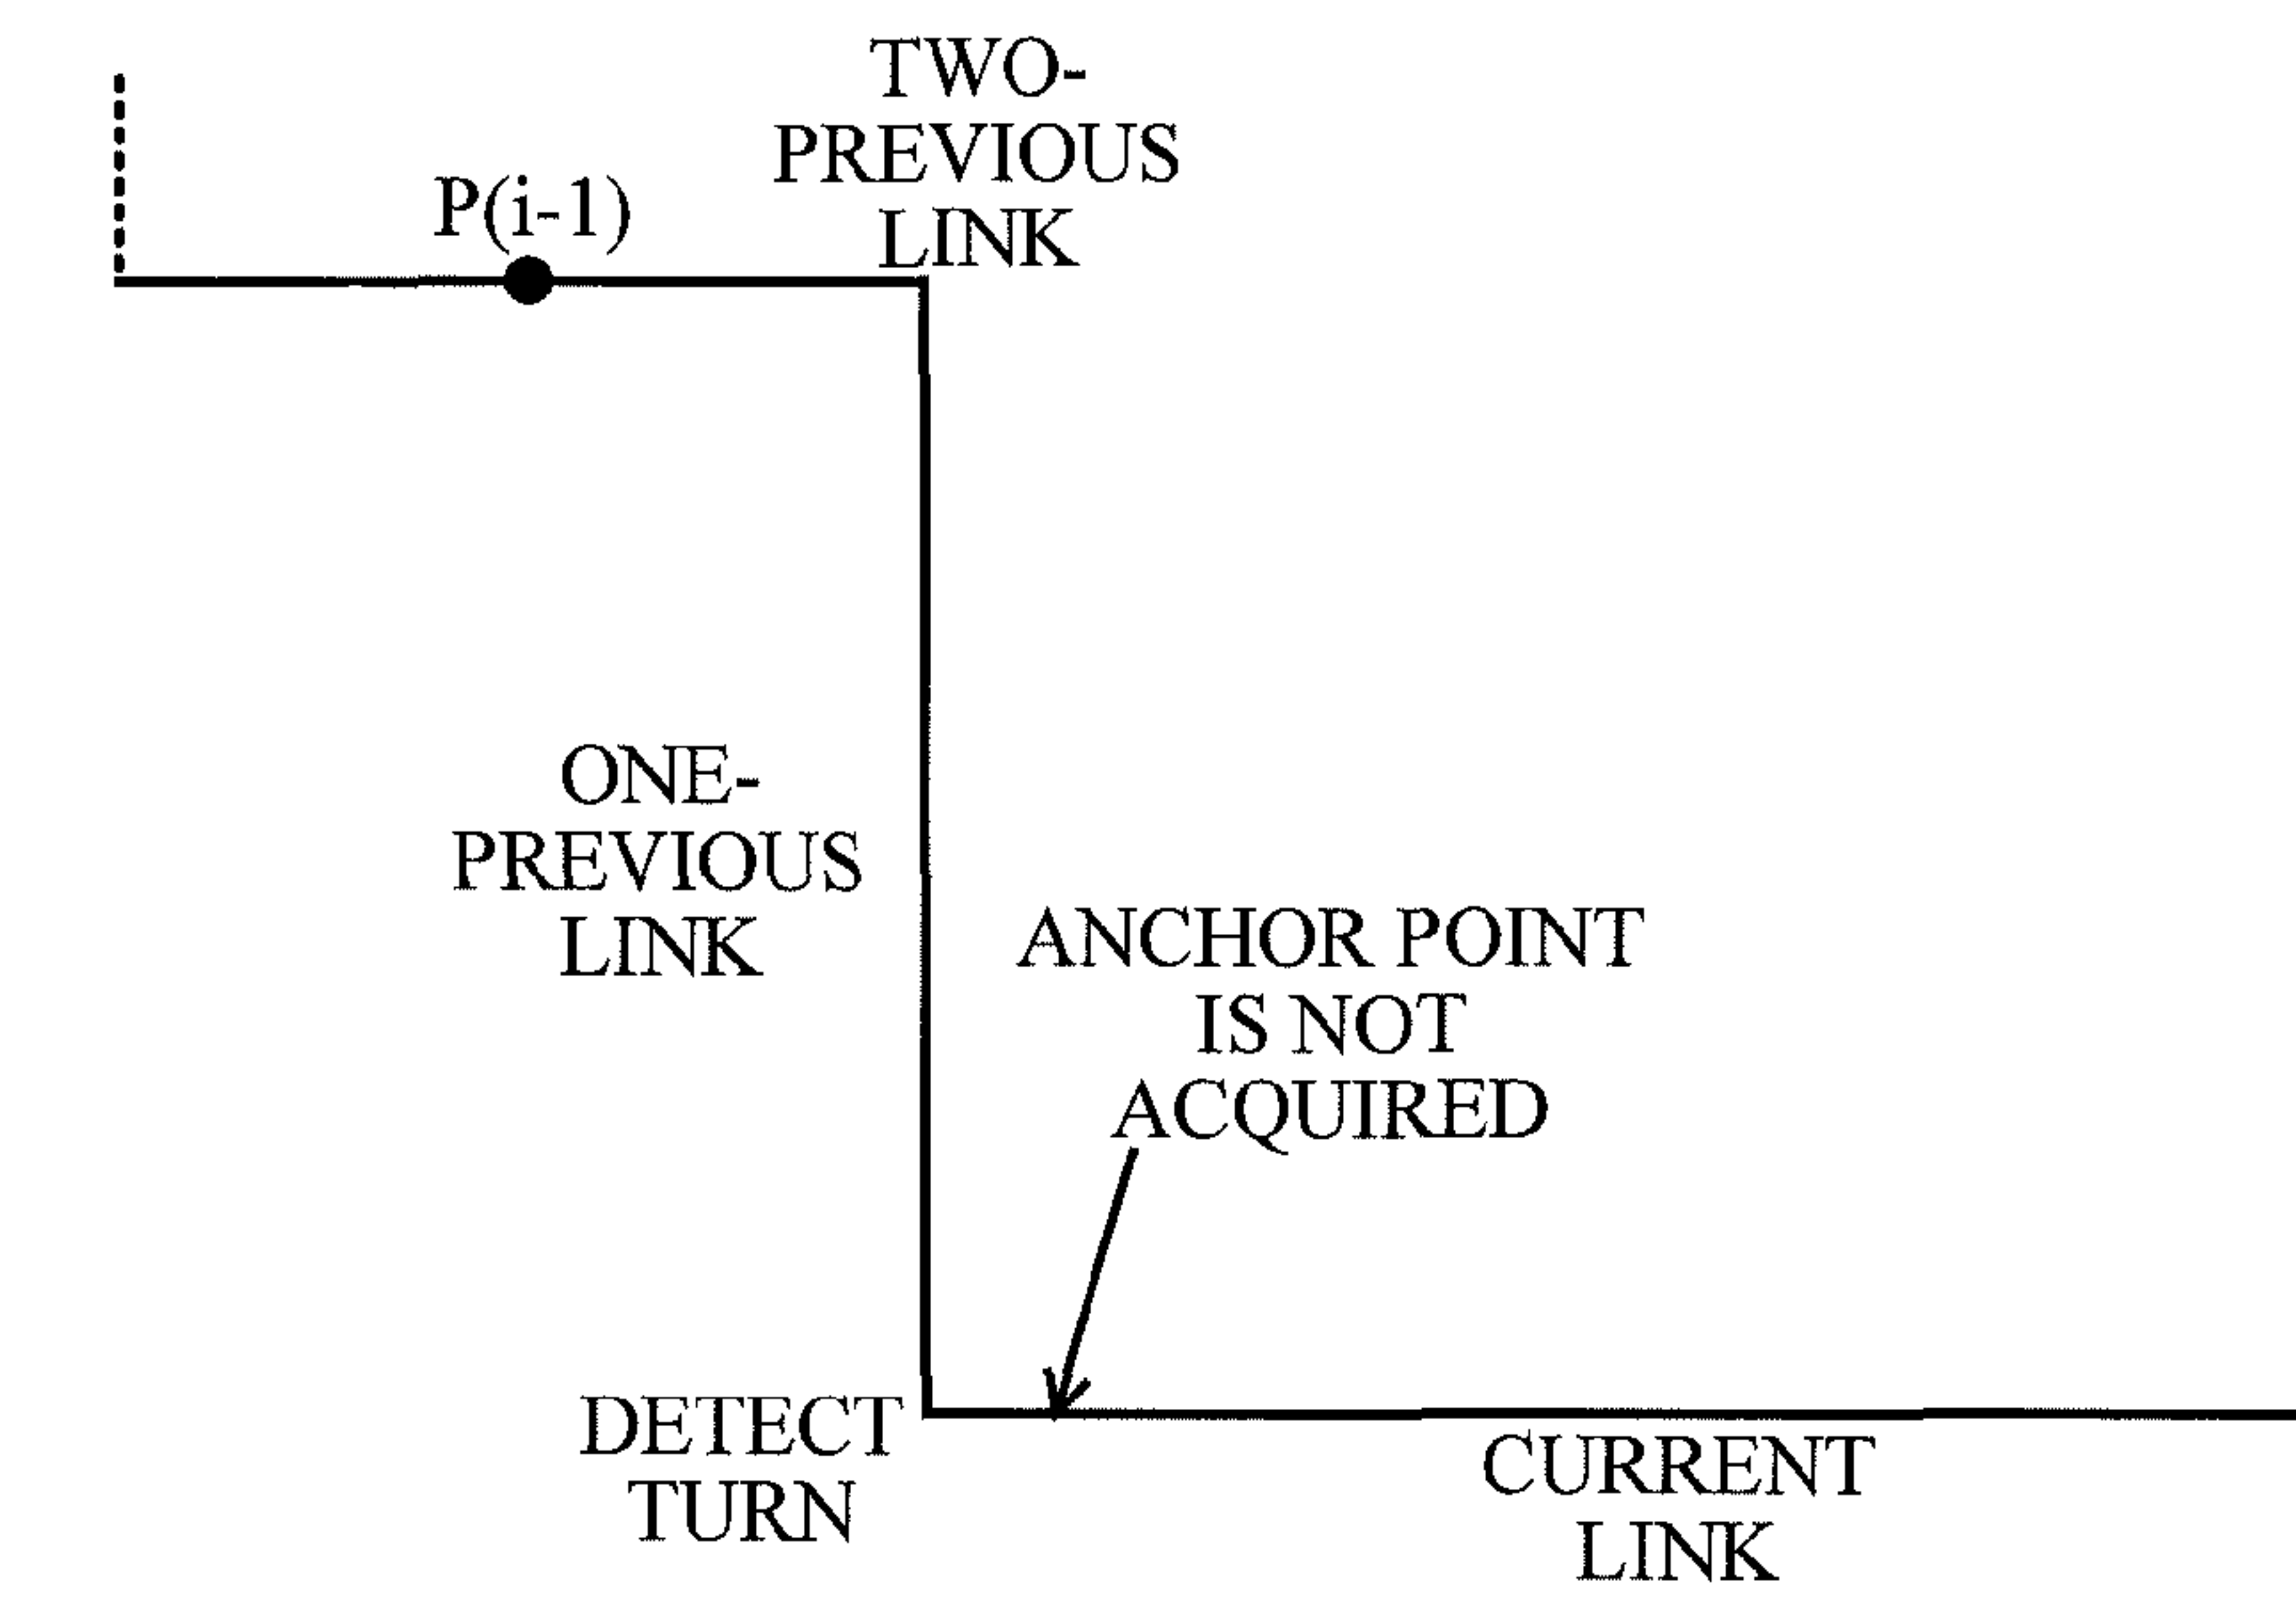 TWO-
PREVIOUS
LINK
P(i-1)
ONE-
PREVIOUS
LINK
ANCHOR POINT
IS NOT
ACQUIRED
DETECT
TURN
CURRENT
LINK